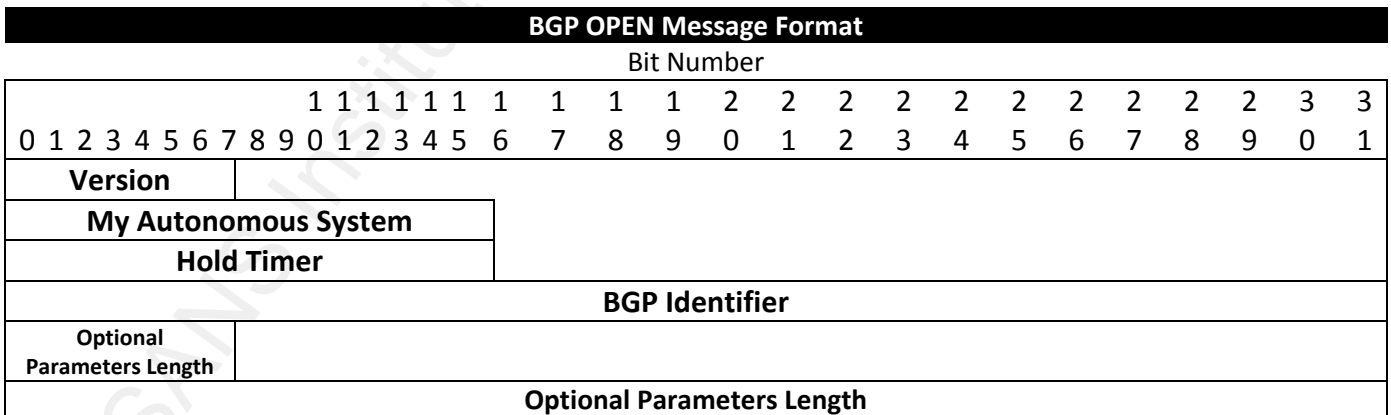 BGP OPEN Message Format
Bit Number
1 1 1 1 1 1 1 1 1 1 2 2 2 2 2 2 2 2 2 2 3 3
0 1 2 3 4 5 6 7 8 9 0 1 2 3 4 5 6 7 8 9 0 1 2 3 4 5 6 7 8 9 0 1
Version
My Autonomous System
Hold Timer
BGP Identifier
Optional
Parameters Length
Optional Parameters Length
SANS Institu